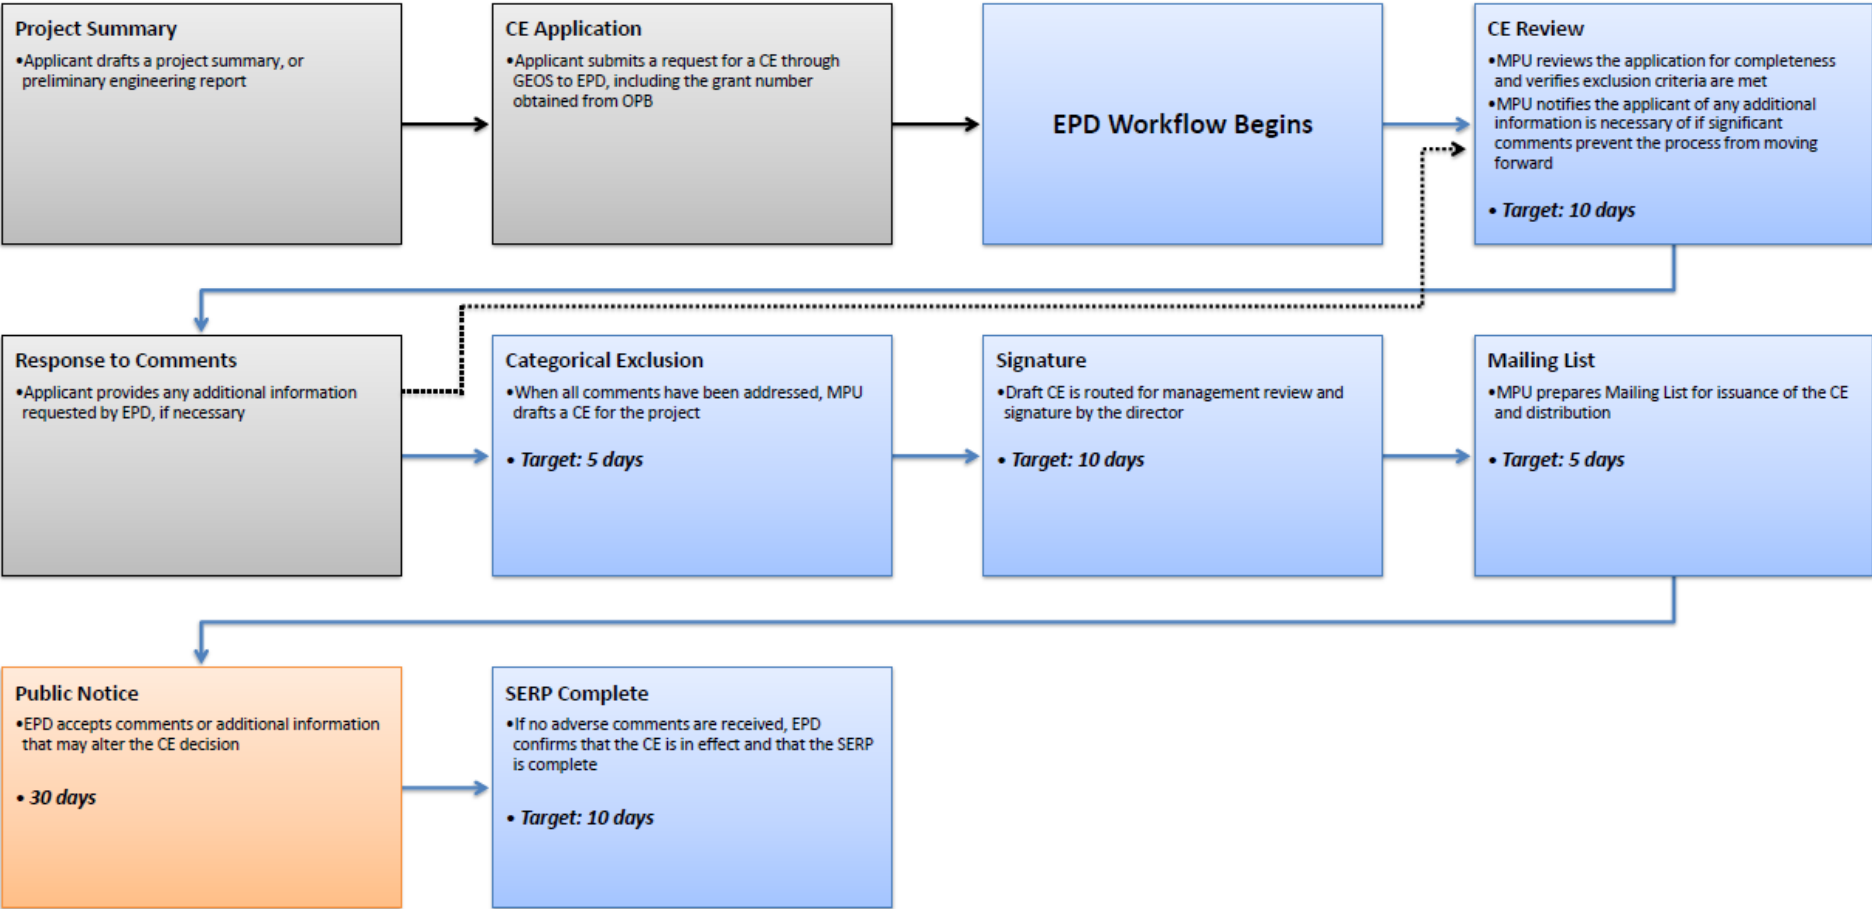 Project Summary
•Applicant drafts a project summary, or
preliminary engineering report
CE Application
•Applicant submits a request for a CE through
GEOS to EPD, including the grant number
obtained from OPB
EPD Workflow Begins
CE Review
•MPU reviews the application for completeness
and verifies exclusion criteria are met
•MPU notifies the applicant of any additional
information is necessary of if significant
comments prevent the process from moving
forward
• Target: 10 days
Response to Comments
•Applicant provides any additional information
requested by EPD, if necessary
Categorical Exclusion
•When all comments have been addressed, MPU
drafts a CE for the project
• Target: 5 days
Signature
•Draft CE is routed for management review and
signature by the director
• Target: 10 days
Mailing List
•MPU prepares Mailing List for issuance of the CE
and distribution
• Target: 5 days
Public Notice
•EPD accepts comments or additional information
that may alter the CE decision
• 30 days
SERP Complete
•If no adverse comments are received, EPD
confirms that the CE is in effect and that the SERP
is complete
• Target: 10 days